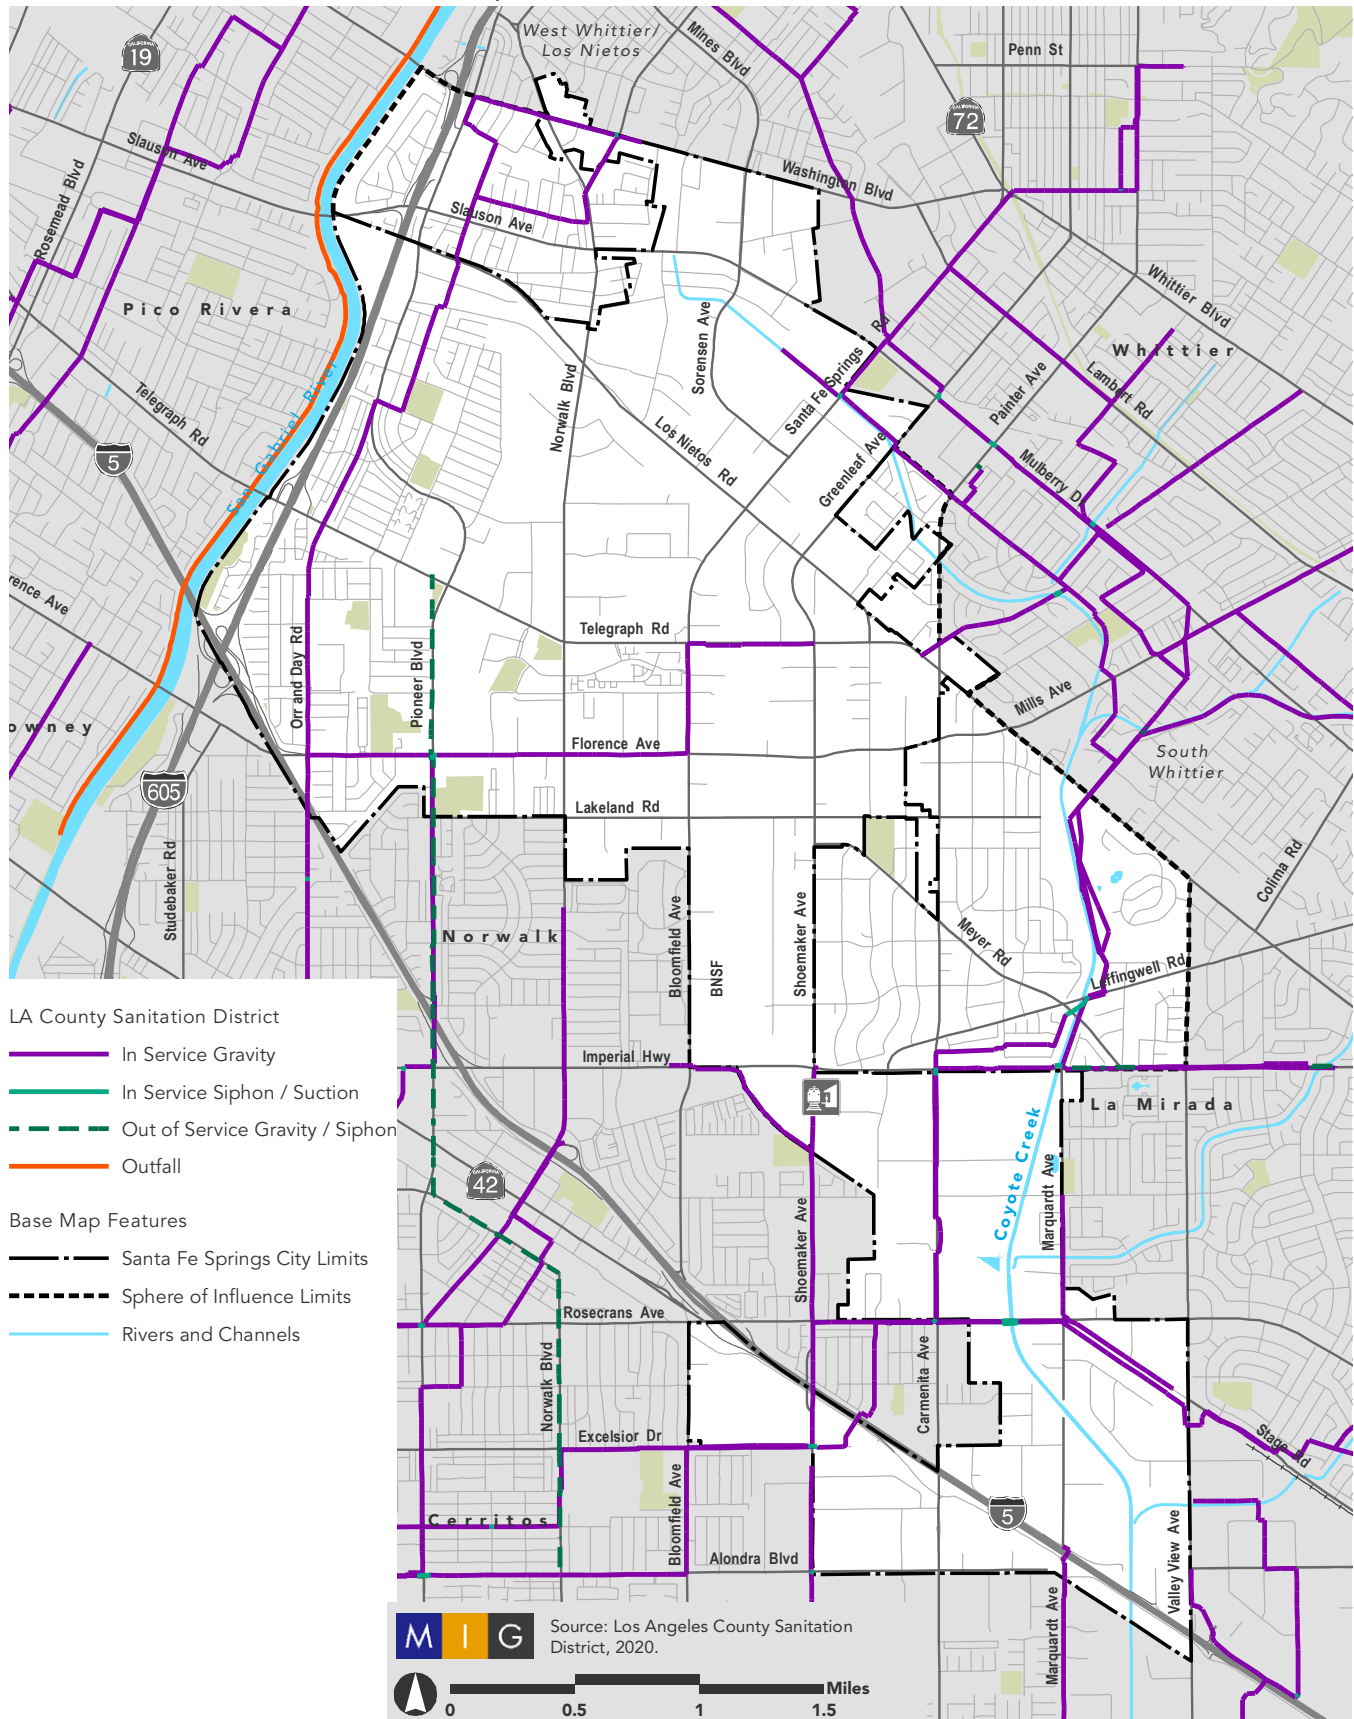 West Whittier/
Los Nietos
Mines Blvd
Penn St
CALIFORNIA
19
CALIFORNIA
72
Slauson Ave
Washington Blvd
Rosemead Blvd
Slauson Ave
Whittier Blvd
Pico Rivera
Whittier
Sorensen Ave
Santa Fe Springs Rd
Painter Ave
Lambert Rd
Telegraph Rd
San Gabriel River
Norwalk Blvd
Los Nietos Rd
Greenleaf Ave
Mulberry Dr
5
rence Ave
Telegraph Rd
Orr and Day Rd
Pioneer Blvd
Mills Ave
owney
Florence Ave
South
Whittier
605
Lakeland Rd
Studebaker Rd
Colima Rd
Norwalk
Bloomfield Ave
BNSF
Shoemaker Ave
Meyer Rd
Leffingwell Rd
Imperial Hwy
La Mirada
Coyote Creek
Marquardt Ave
CALIFORNIA
42
Shoemaker Ave
Rosecrans Ave
Norwalk Blvd
Carmenita Ave
Excelsior Dr
Stage Rd
Bloomfield Ave
5
Cerritos
Alondra Blvd
Valley View Ave
Marquardt Ave
LA County Sanitation District
In Service Gravity
In Service Siphon / Suction
Out of Service Gravity / Siphon
Outfall
Base Map Features
Santa Fe Springs City Limits
Sphere of Influence Limits
Rivers and Channels
M I G
Source: Los Angeles County Sanitation
District, 2020.
Miles
0 0.5 1 1.5